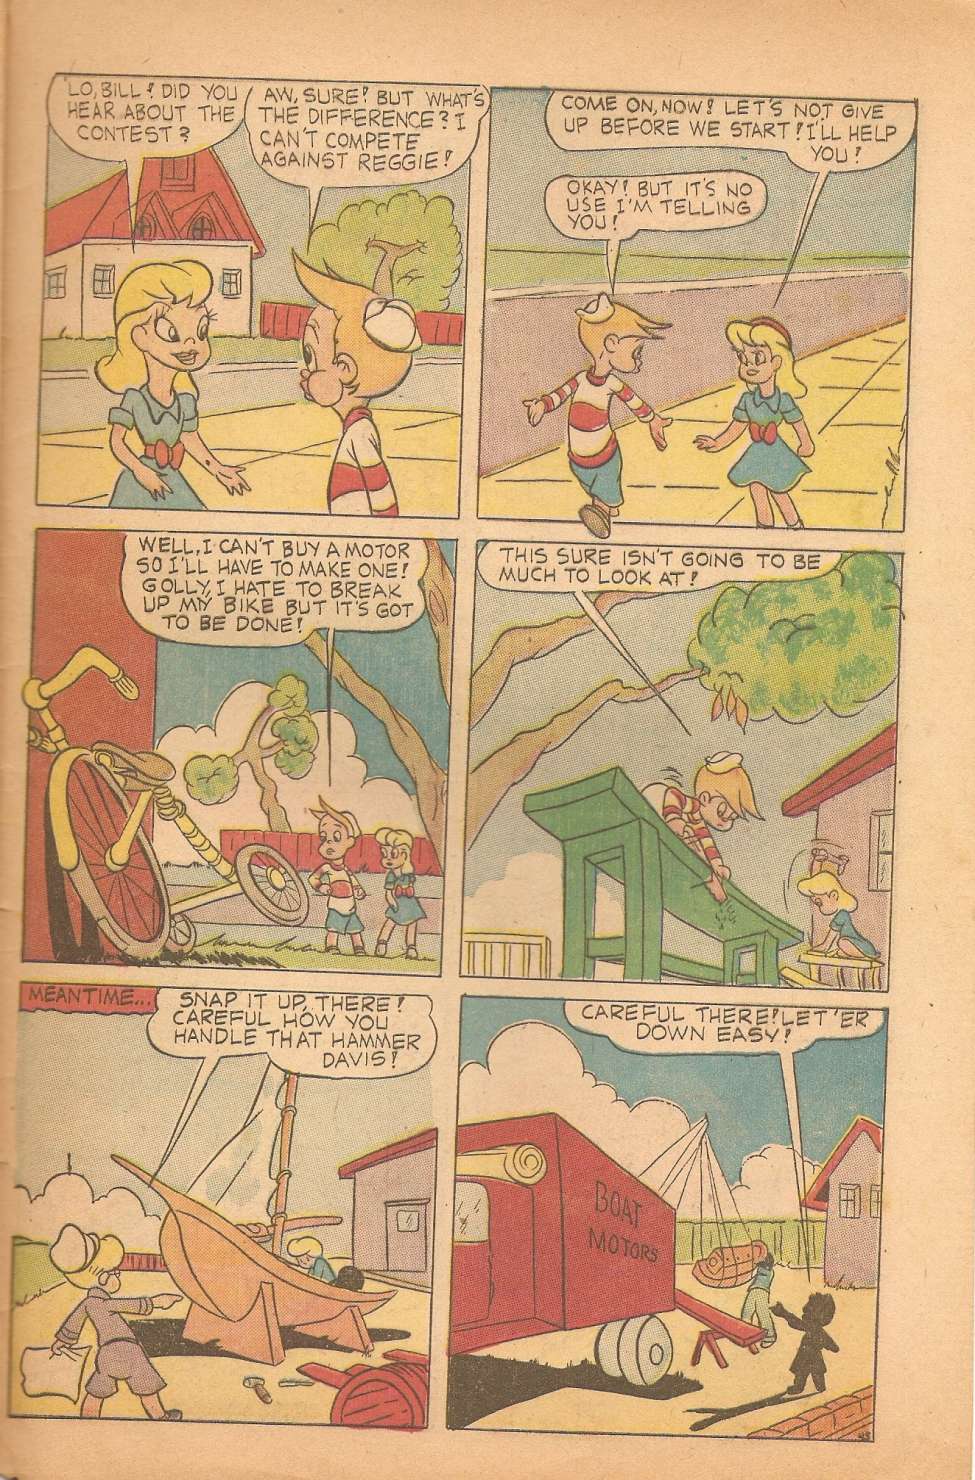 'LO, BILL! DID YOU
HEAR ABOUT THE
CONTEST?
AW, SURE! BUT WHAT'S
THE DIFFERENCE? I
CAN'T COMPETE
AGAINST REGGIE!
COME ON, NOW! LET'S NOT GIVE
UP BEFORE WE START! I'LL HELP
YOU!
OKAY! BUT IT'S NO
USE I'M TELLING
YOU!
WELL, I CAN'T BUY A MOTOR
SO I'LL HAVE TO MAKE ONE!
GOLLY, I HATE TO BREAK
UP MY BIKE BUT IT'S GOT
TO BE DONE!
THIS SURE ISN'T GOING TO BE
MUCH TO LOOK AT!
MEANTIME...
SNAP IT UP, THERE!
CAREFUL HOW YOU
HANDLE THAT HAMMER
DAVIS!
CAREFUL THERE! LET 'ER
DOWN EASY!
BOAT
MOTORS